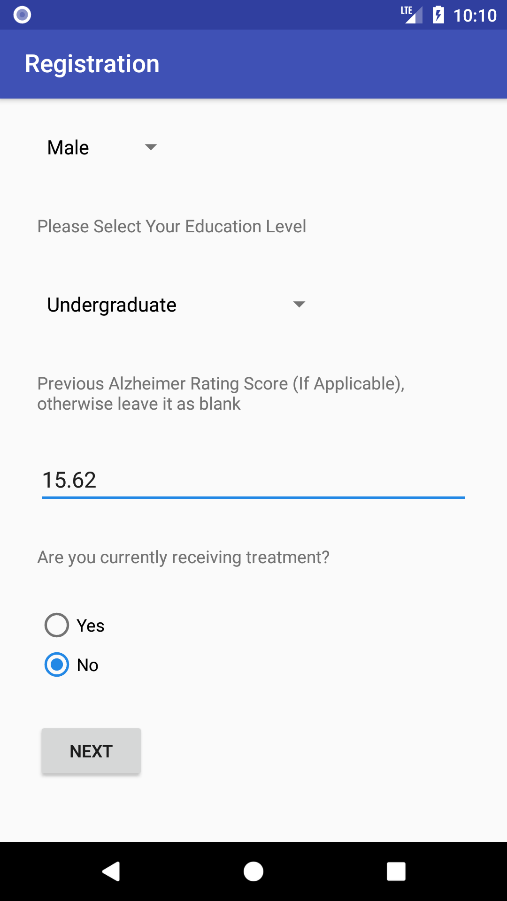 LTE 10:10
Registration
Male
Please Select Your Education Level
Undergraduate
Previous Alzheimer Rating Score (If Applicable),
otherwise leave it as blank
15.62
Are you currently receiving treatment?
Yes
No
NEXT